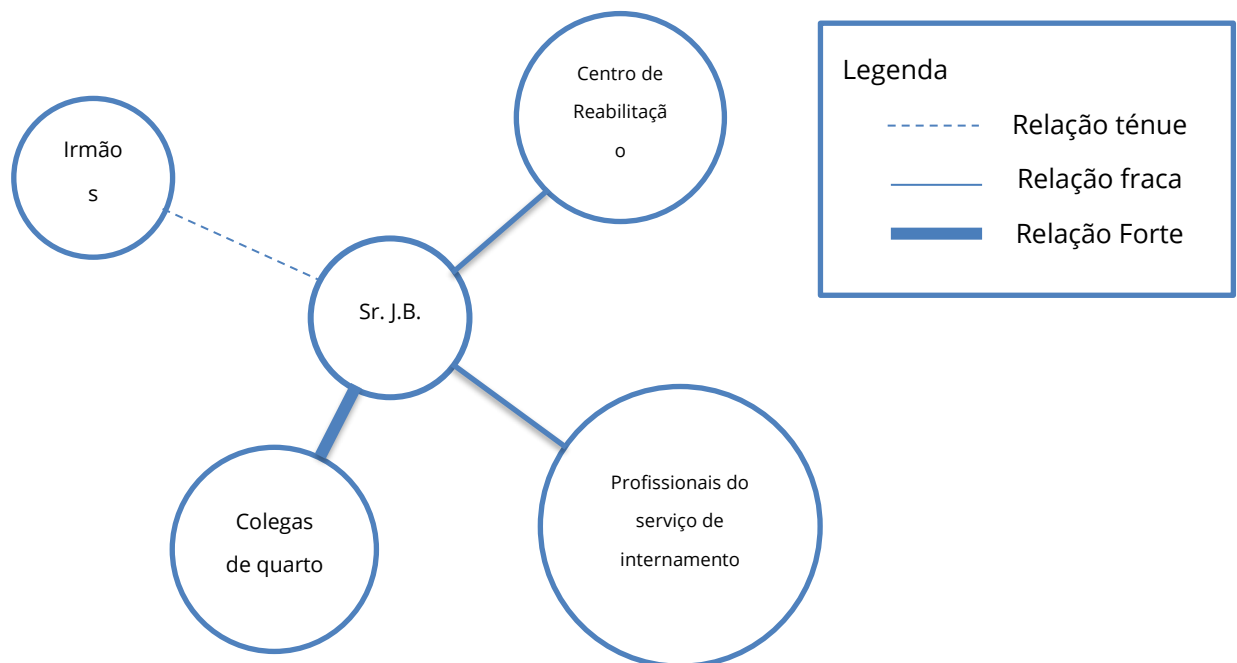 Irmão
s
Centro de
Reabilitaçã
o
Sr. J.B.
Colegas
de quarto
Profissionais do
serviço de
internamento
Legenda
Relação ténue
Relação fraca
Relação Forte